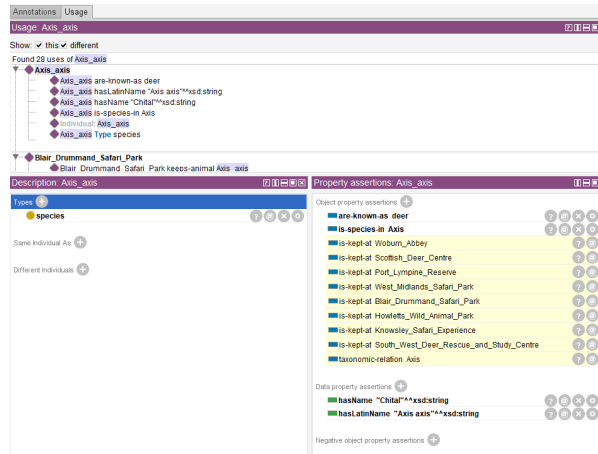 Annotations Usage
Usage: Axis_axis
Show: this different
Found 28 uses of Axis_axis
Axis_axis
Axis_axis are-known-as deer
Axis_axis hasLatinName "Axis axis"^^xsd:string
Axis_axis hasName "Chital"^^xsd:string
Axis_axis is-species-in Axis
Individual: Axis_axis
Axis_axis Type species
Blair_Drummond_Safari_Park
Blair_Drummond_Safari_Park keeps-animal Axis_axis
Description: Axis_axis
Types
species
Same Individual As
Different Individuals
Property assertions: Axis_axis
Object property assertions
are-known-as deer
is-species-in Axis
is-kept-at Woburn_Abbey
is-kept-at Scottish_Deer_Centre
is-kept-at Port_Lympine_Reserve
is-kept-at West_Midlands_Safari_Park
is-kept-at Blair_Drummand_Safari_Park
is-kept-at Howletts_Wild_Animal_Park
is-kept-at Knowsley_Safari_Experience
is-kept-at South_West_Deer_Rescue_and_Study_Centre
taxonomic-relation Axis
Data property assertions
hasName "Chital"^^xsd:string
hasLatinName "Axis axis"^^xsd:string
Negative object property assertions